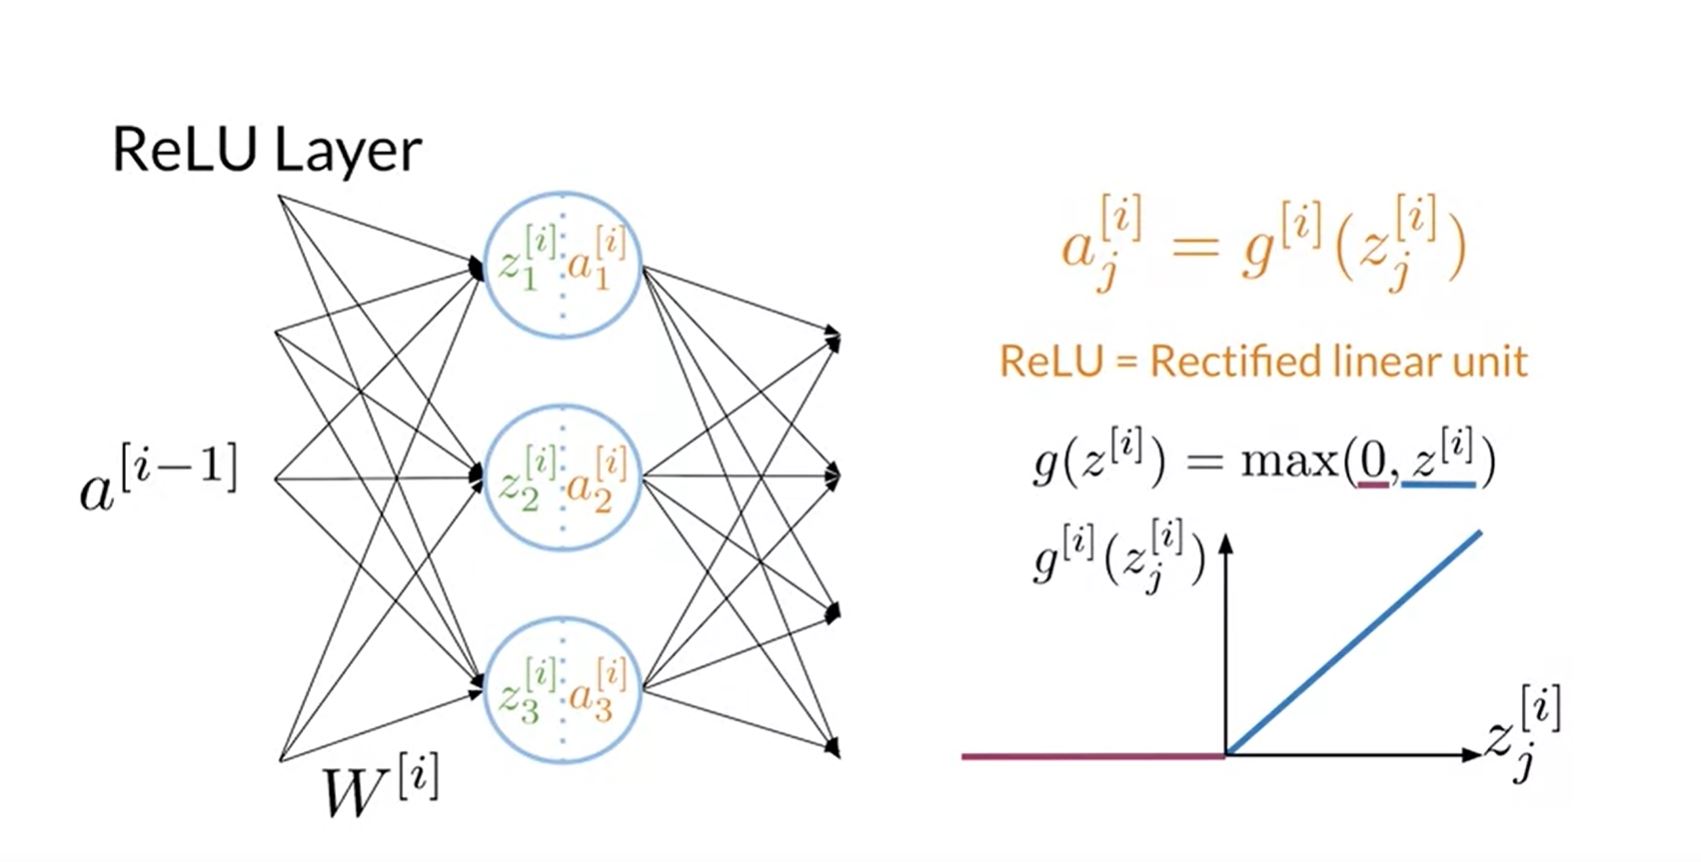 ReLU Layer
z_1^{[i]} a_1^{[i]}
z_2^{[i]} a_2^{[i]}
z_3^{[i]} a_3^{[i]}
a^{[i-1]}
W^{[i]}
a_j^{[i]} = g^{[i]}(z_j^{[i]})
ReLU = Rectified linear unit
g(z^{[i]}) = max(0, z^{[i]})
g^{[i]}(z_j^{[i]})
z_j^{[i]}